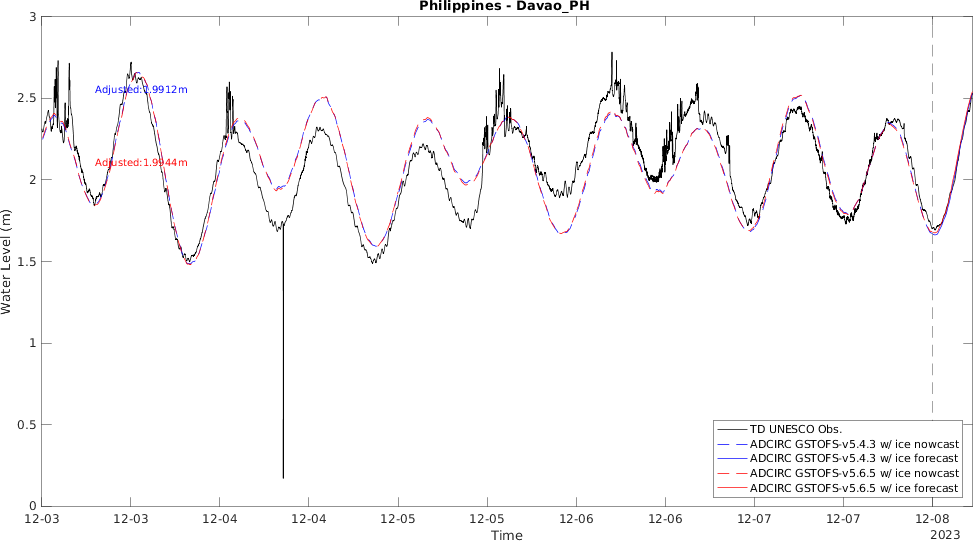 Philippines - Davao_PH
3
2.5
2
1.5
1
0.5
0
Water Level (m)
Adjusted:1.9912m
Adjusted:1.9944m
TD UNESCO Obs.
ADCIRC GSTOFS-v5.4.3 w/ ice nowcast
ADCIRC GSTOFS-v5.4.3 w/ ice forecast
ADCIRC GSTOFS-v5.6.5 w/ ice nowcast
ADCIRC GSTOFS-v5.6.5 w/ ice forecast
12-03 12-03 12-04 12-04 12-05 12-05 12-06 12-06 12-07 12-07 12-08
2023
Time